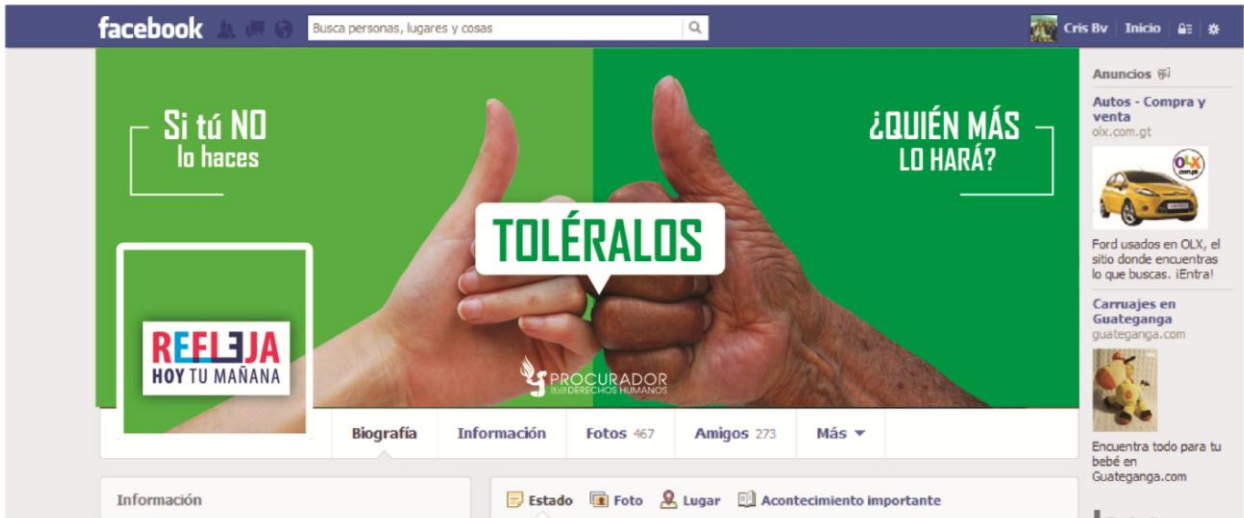 facebook
Busca personas, lugares y cosas
Cris Bv Inicio
Si tú NO
lo haces
¿QUIÉN MÁS
LO HARÁ?
TOLÉRALOS
REFLEJA
HOY TU MAÑANA
PROCURADOR
DERECHOS HUMANOS
Biografía Información Fotos 467 Amigos 273 Más
Información
Estado Foto Lugar Acontecimiento importante
Anuncios
Autos - Compra y
venta
olx.com.gt
OLX
Ford usados en OLX, el
sitio donde encuentras
lo que buscas. ¡Entra!
Carruajes en
Guateganga
guateganga.com
Encuentra todo para tu
bebé en
Guateganga.com